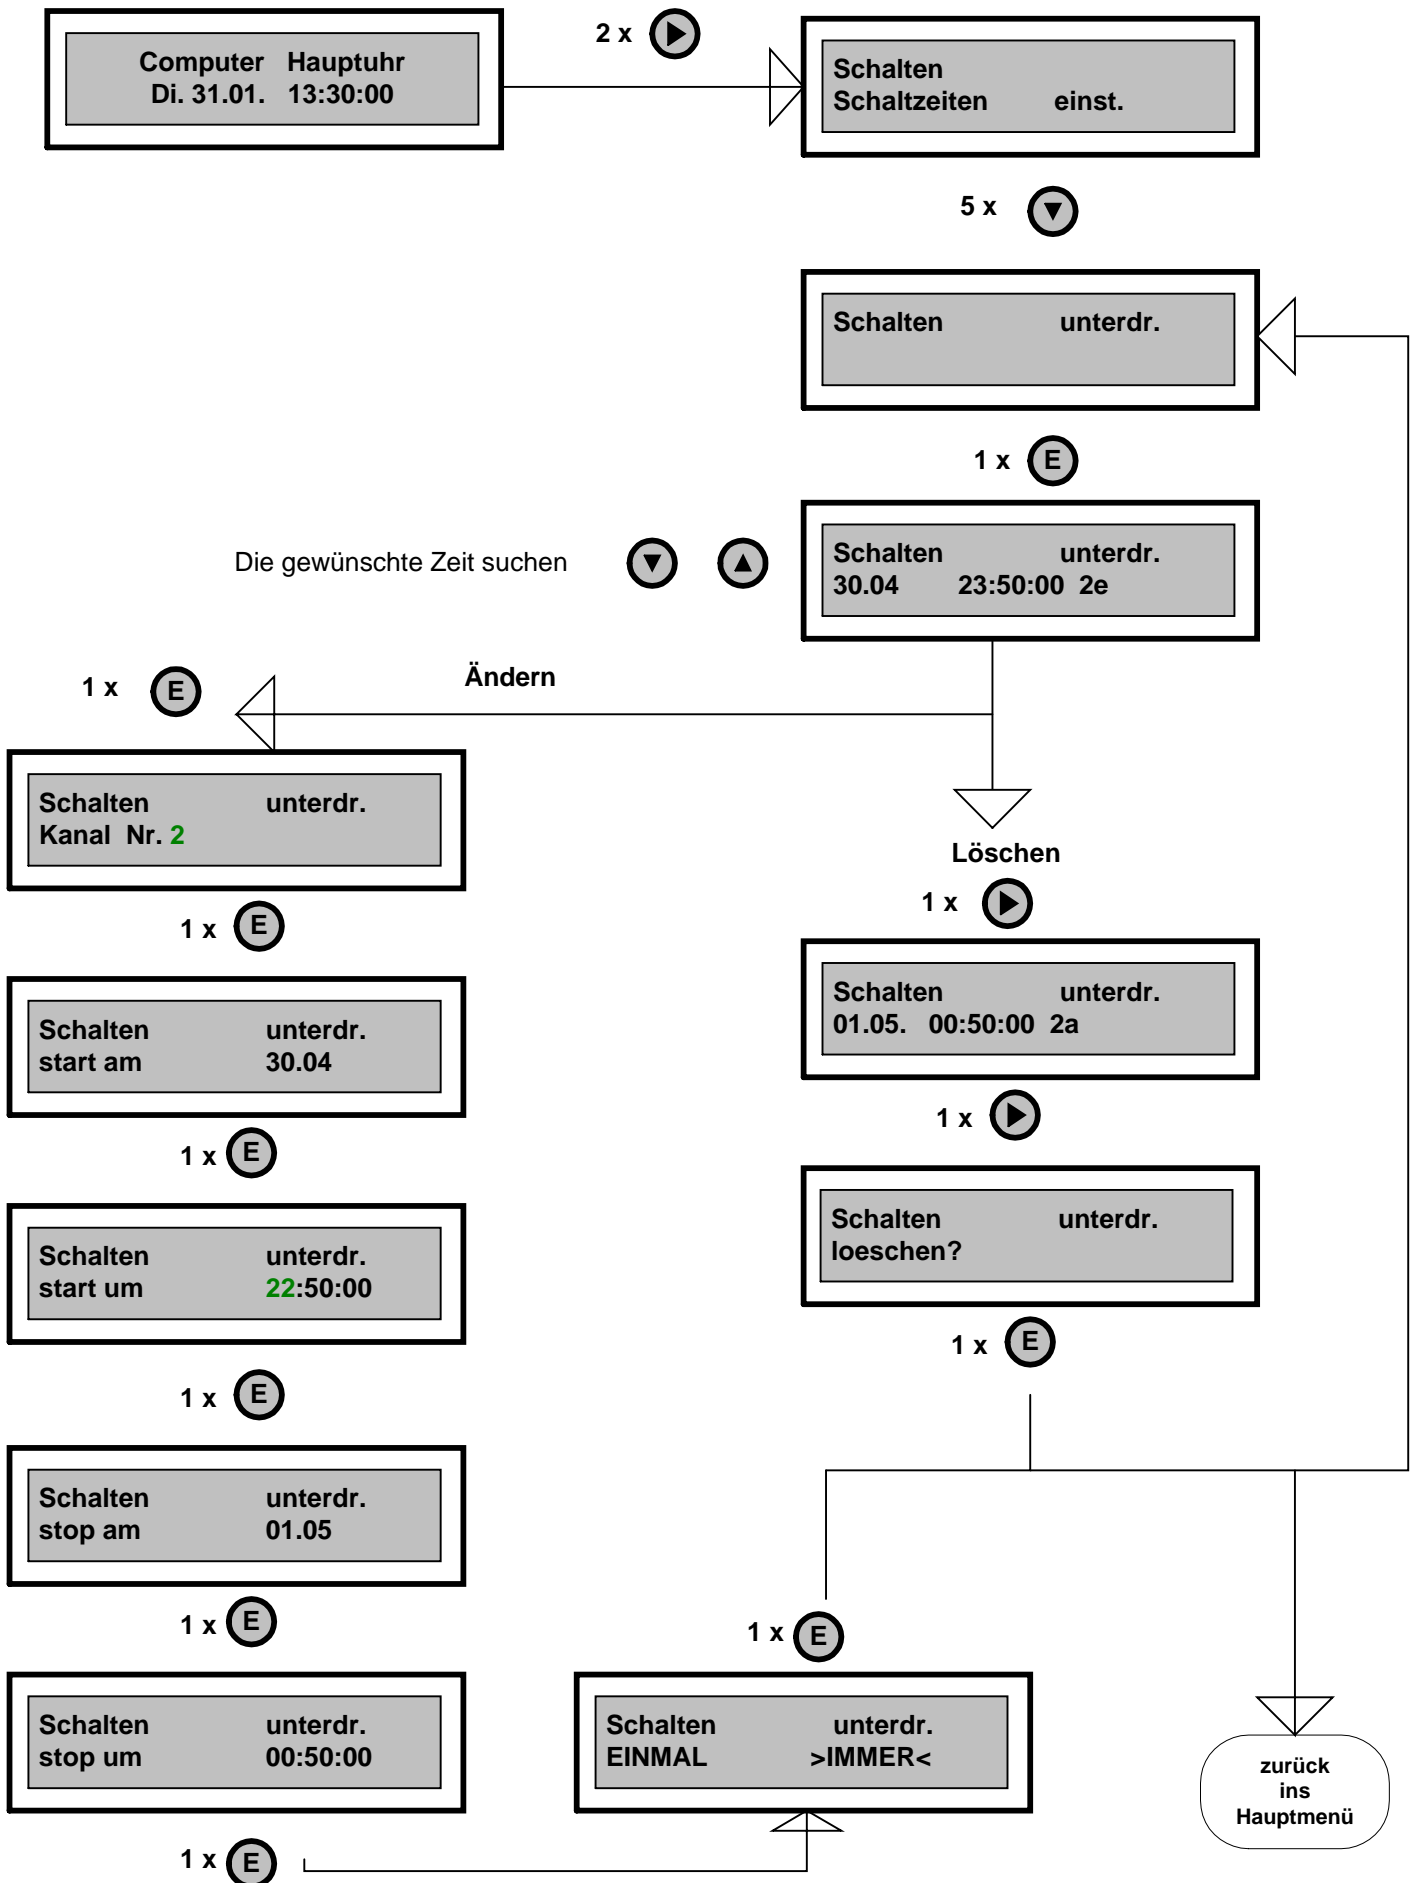 Computer Hauptuhr
Di. 31.01. 13:30:00
2 x
Schalten
Schaltzeiten einst.
5 x
Schalten unterdr.
1 x E
Die gewünschte Zeit suchen
Schalten unterdr.
30.04 23:50:00 2e
Ändern
1 x E
Schalten unterdr.
Kanal Nr. 2
1 x E
Schalten unterdr.
start am 30.04
1 x E
Schalten unterdr.
start um 22:50:00
1 x E
Schalten unterdr.
stop am 01.05
1 x E
Schalten unterdr.
stop um 00:50:00
1 x E
Löschen
1 x
Schalten unterdr.
01.05. 00:50:00 2a
1 x
Schalten unterdr.
loeschen?
1 x E
1 x E
Schalten unterdr.
EINMAL >IMMER<
zurück
ins
Hauptmenü